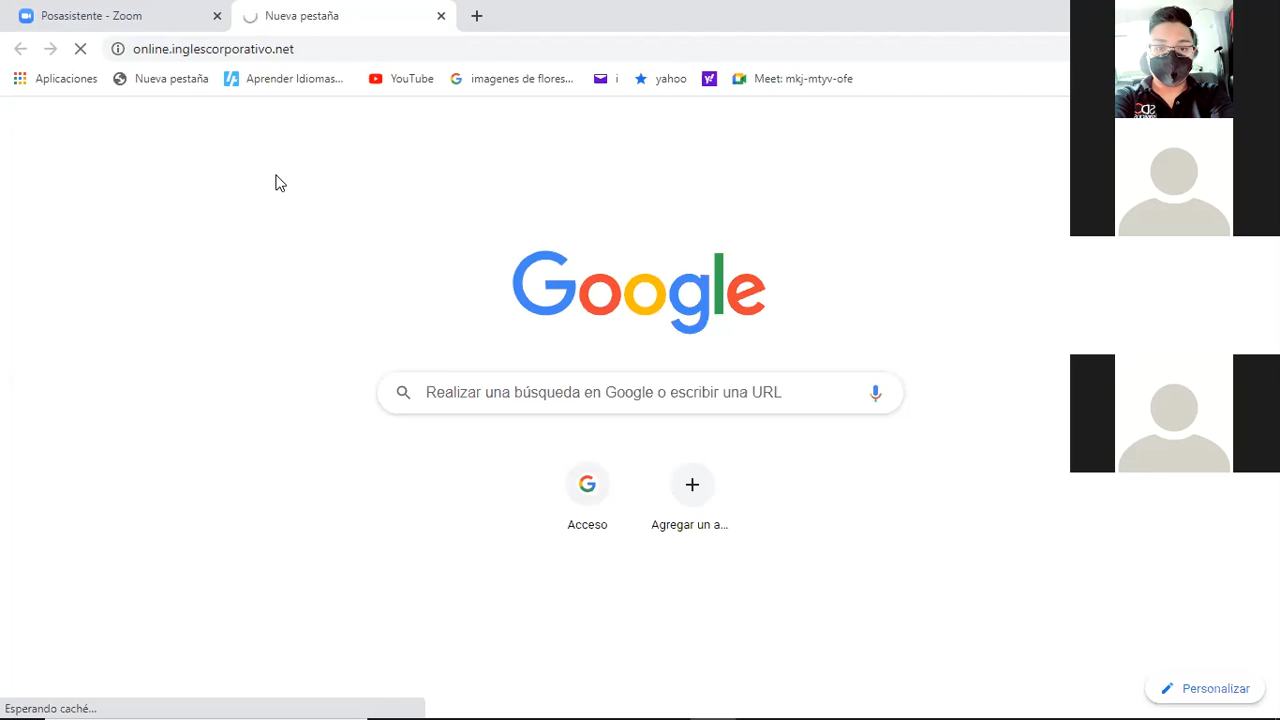 Posasistente - Zoom
Nueva pestaña
online.inglescorporativo.net
Aplicaciones
Nueva pestaña
Aprender Idiomas...
YouTube
imagenes de flores...
i
yahoo
Meet: mkj-mtyv-ofe
SDC
Google
Realizar una búsqueda en Google o escribir una URL
Acceso
Agregar un a...
Personalizar
Esperando caché...